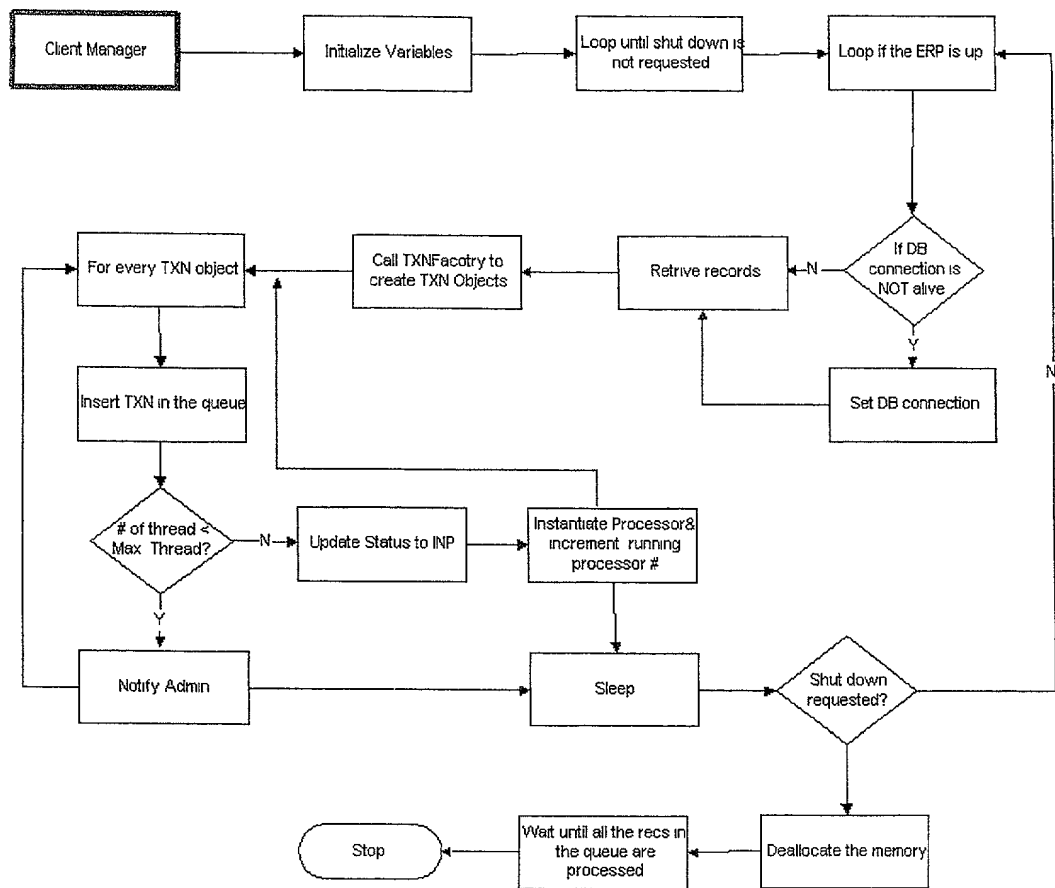 Client Manager
Initialize Variables
Loop until shut down is
not requested
Loop if the ERP is up
For every TXN object
Call TXNFacotry to
create TXN Objects
Retrive records
N
If DB
connection is
NOT alive
Y
Set DB connection
N
Insert TXN in the queue
# of thread <
Max Thread?
N
Update Status to INP
Instantiate Processor&
increment running
processor #
Y
Notify Admin
Sleep
Shut down
requested?
Stop
Wait until all the recs in
the queue are
processed
Deallocate the memory